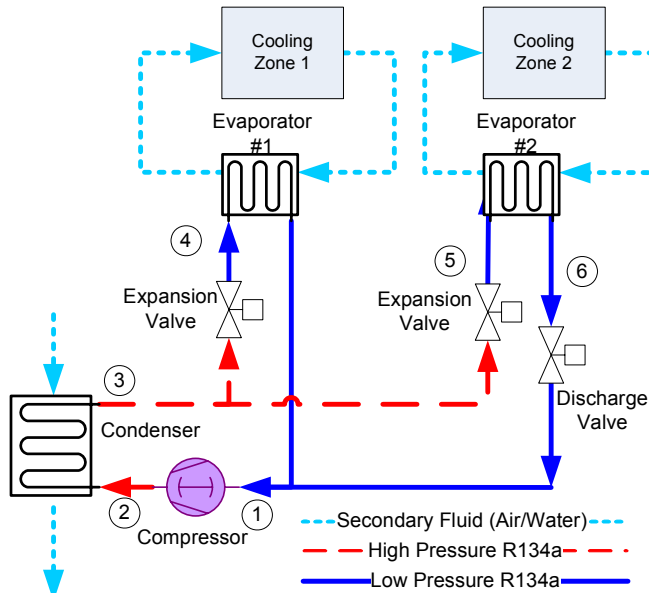 Cooling
Zone 1
Cooling
Zone 2
Evaporator
#1
Evaporator
#2
4
5
6
Expansion
Valve
Expansion
Valve
3
Discharge
Valve
Condenser
2
1
Compressor
Secondary Fluid (Air/Water)
High Pressure R134a
Low Pressure R134a